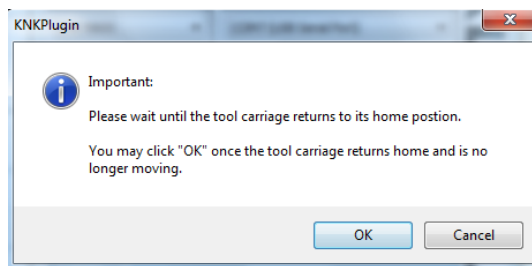 KNKPlugin
Important:
Please wait until the tool carriage returns to its home postion.
You may click "OK" once the tool carriage returns home and is no
longer moving.
OK
Cancel